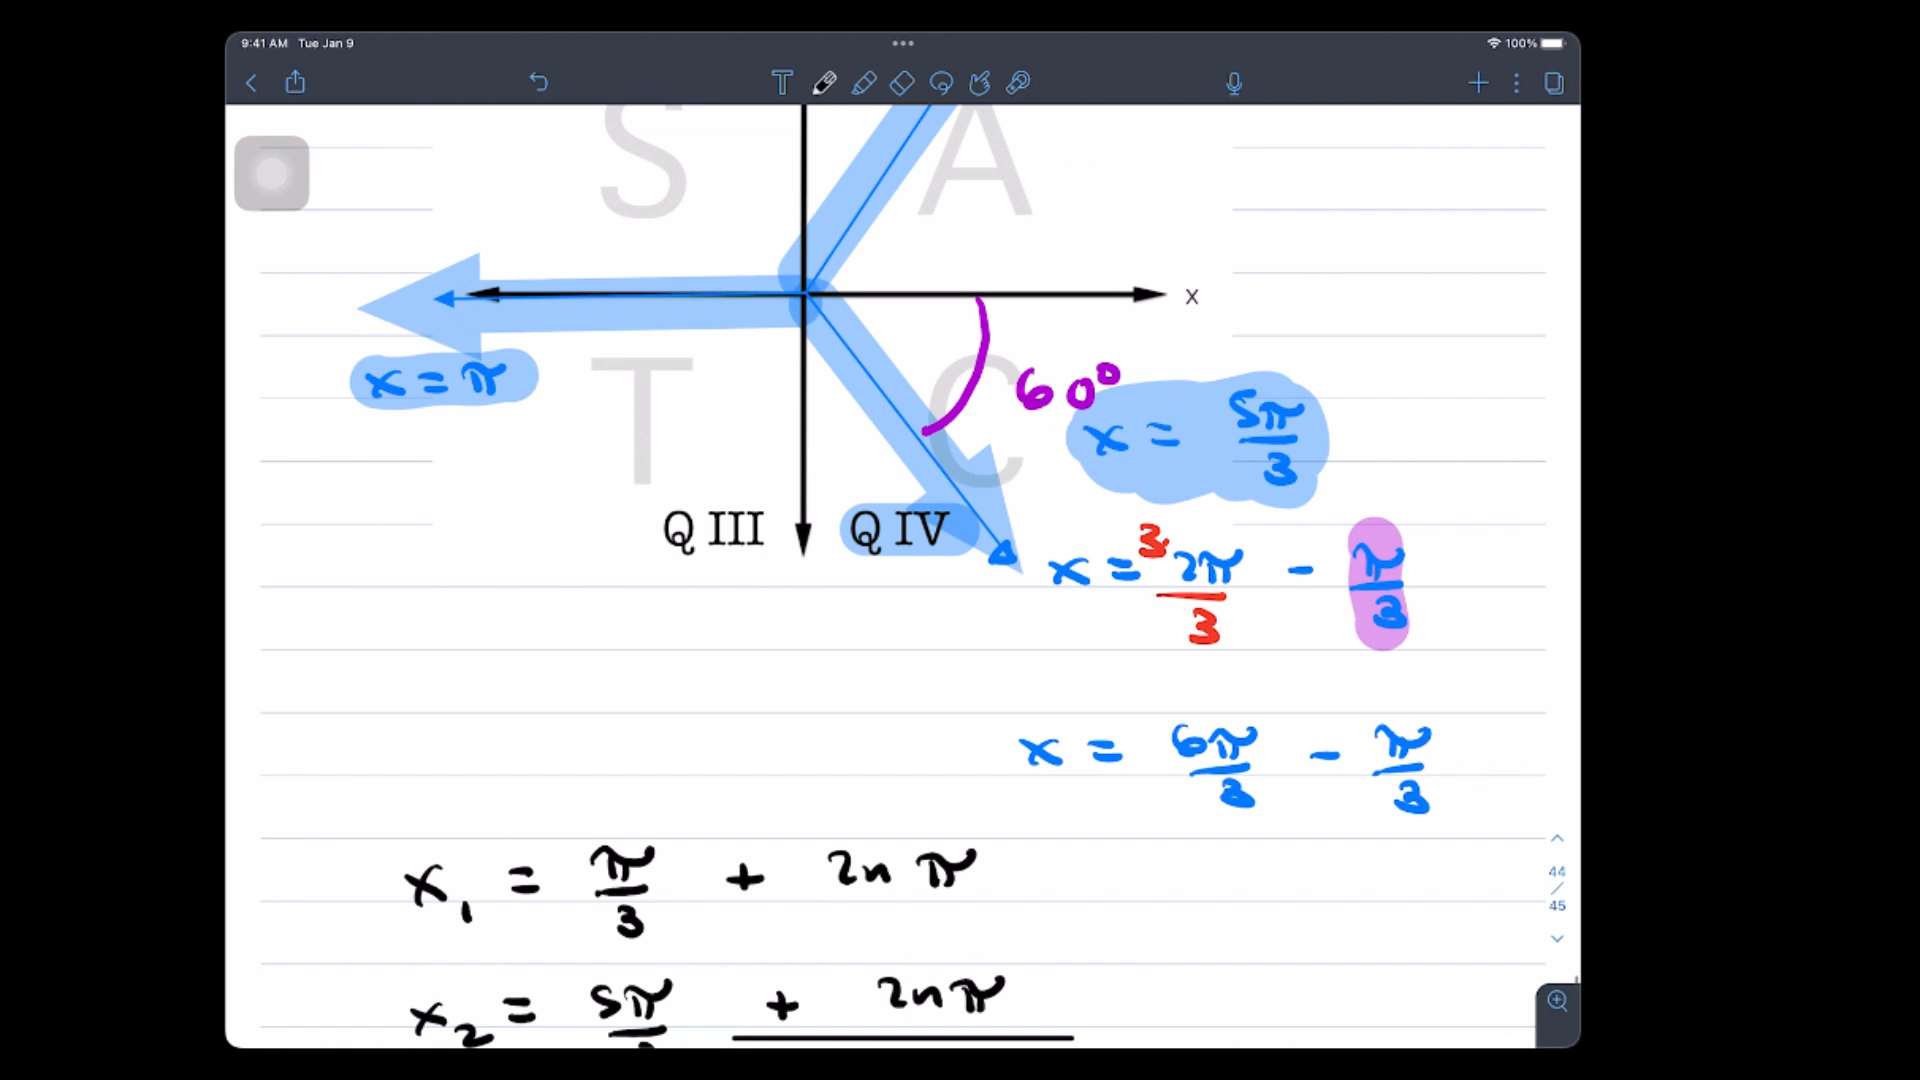 9:41 AM Tue Jan 9
100%
S A
x
x = π
T C
60°
x = 5π/3
Q III Q IV
x = 3 2π/3 - π/3
x = 6π/3 - π/3
x₁ = π/3 + 2nπ
44
/
45
x₂ = 5π + 2nπ